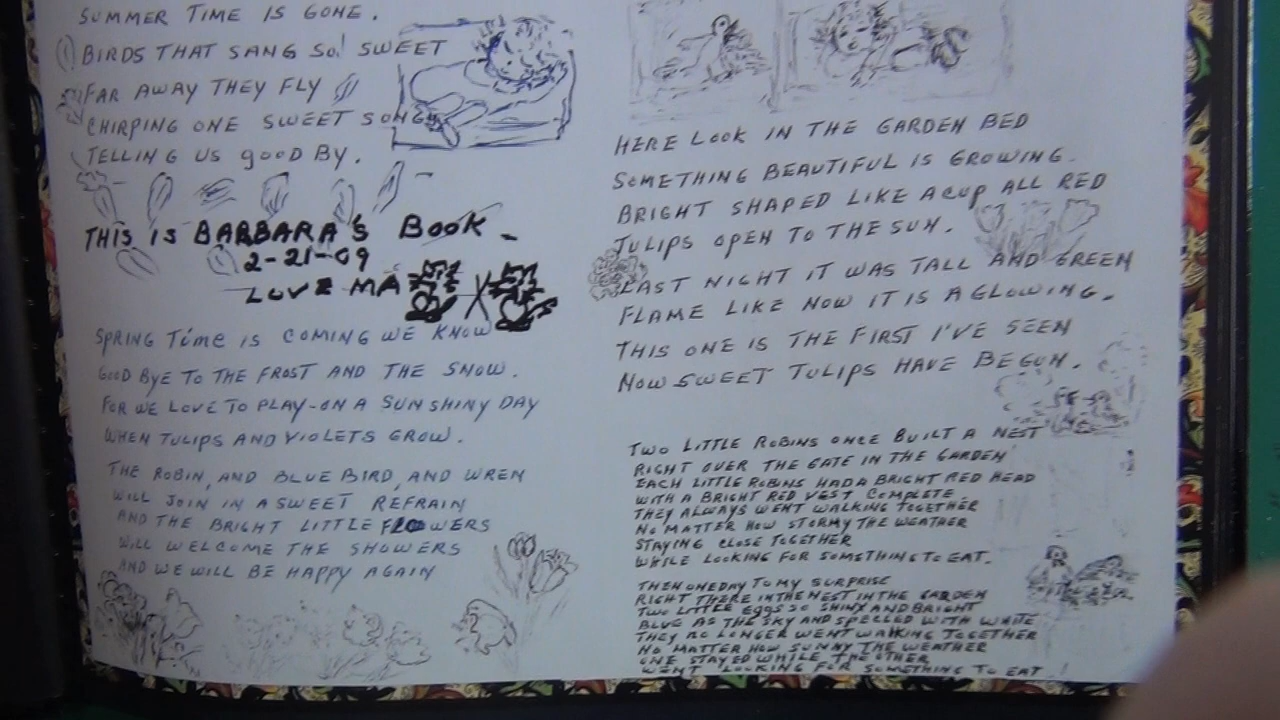 SUMMER TIME IS GONE.
BIRDS THAT SANG SO! SWEET
FAR AWAY THEY FLY
CHIRPING ONE SWEET SONG
TELLING US gOOD BY.
THIS IS BARBARA'S BOOK
2-21-09
LOVE MA X
SPRING TIME IS COMING WE KNOW
GOOD BYE TO THE FROST AND THE SNOW.
FOR WE LOVE TO PLAY-ON A SUNSHINY DAY
WHEN TULIPS AND VIOLETS GROW.
THE ROBIN, AND BLUE BIRD, AND WREN
WILL JOIN IN A SWEET REFRAIN
AND THE BRIGHT LITTLE FLOWERS
WILL WELCOME THE SHOWERS
AND WE WILL BE HAPPY AGAIN
HERE LOOK IN THE GARDEN BED
SOMETHING BEAUTIFUL IS GROWING.
BRIGHT SHAPED LIKE A CUP ALL RED
TULIPS OPEN TO THE SUN.
LAST NIGHT IT WAS TALL AND GREEN
FLAME LIKE NOW IT IS A GLOWING.
THIS ONE IS THE FIRST I'VE SEEN
NOW SWEET TULIPS HAVE BEGUN.
TWO LITTLE ROBINS ONCE BUILT A NEST
RIGHT OVER THE GATE IN THE GARDEN
EACH LITTLE ROBINS HAD A BRIGHT RED HEAD
WITH A BRIGHT RED VEST COMPLETE
THEY ALWAYS WENT WALKING TOGETHER
NO MATTER HOW STORMY THE WEATHER
STAYING CLOSE TOGETHER
WHILE LOOKING FOR SOMETHING TO EAT.
THEN ONE DAY TO MY SURPRISE
RIGHT THERE IN THE NEST IN THE GARDEN
TWO LITTLE EggS SO SHINY AND BRIGHT
BLUE AS THE SKY AND SPELLED WITH WHITE
THEY NO LONGER WENT WALKING TOGETHER
NO MATTER HOW SUNNY THE WEATHER
ONE STAYED WHILE THE OTHER
WENT LOOKING FOR SOMETHING TO EAT.